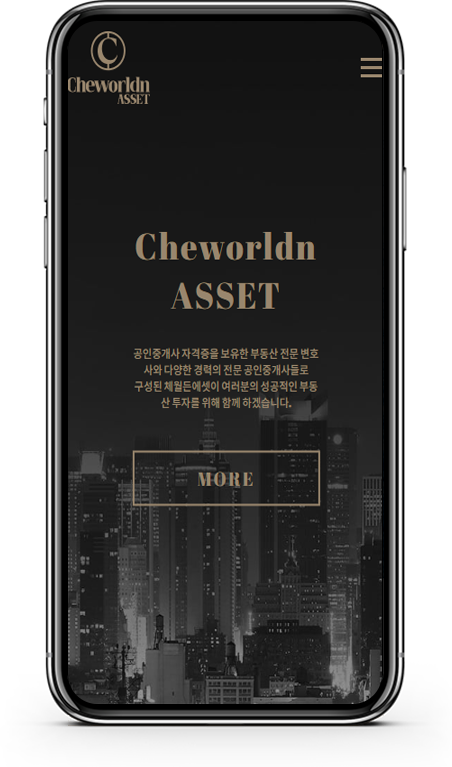 C
Cheworldn
ASSET
Cheworldn
ASSET
공인중개사 자격증을 보유한 부동산 전문 변호
사와 다양한 경력의 전문 공인중개사들로
구성된 체월드에셋이 여러분의 성공적인 부동
산 투자를 위해 함께 하겠습니다.
MORE